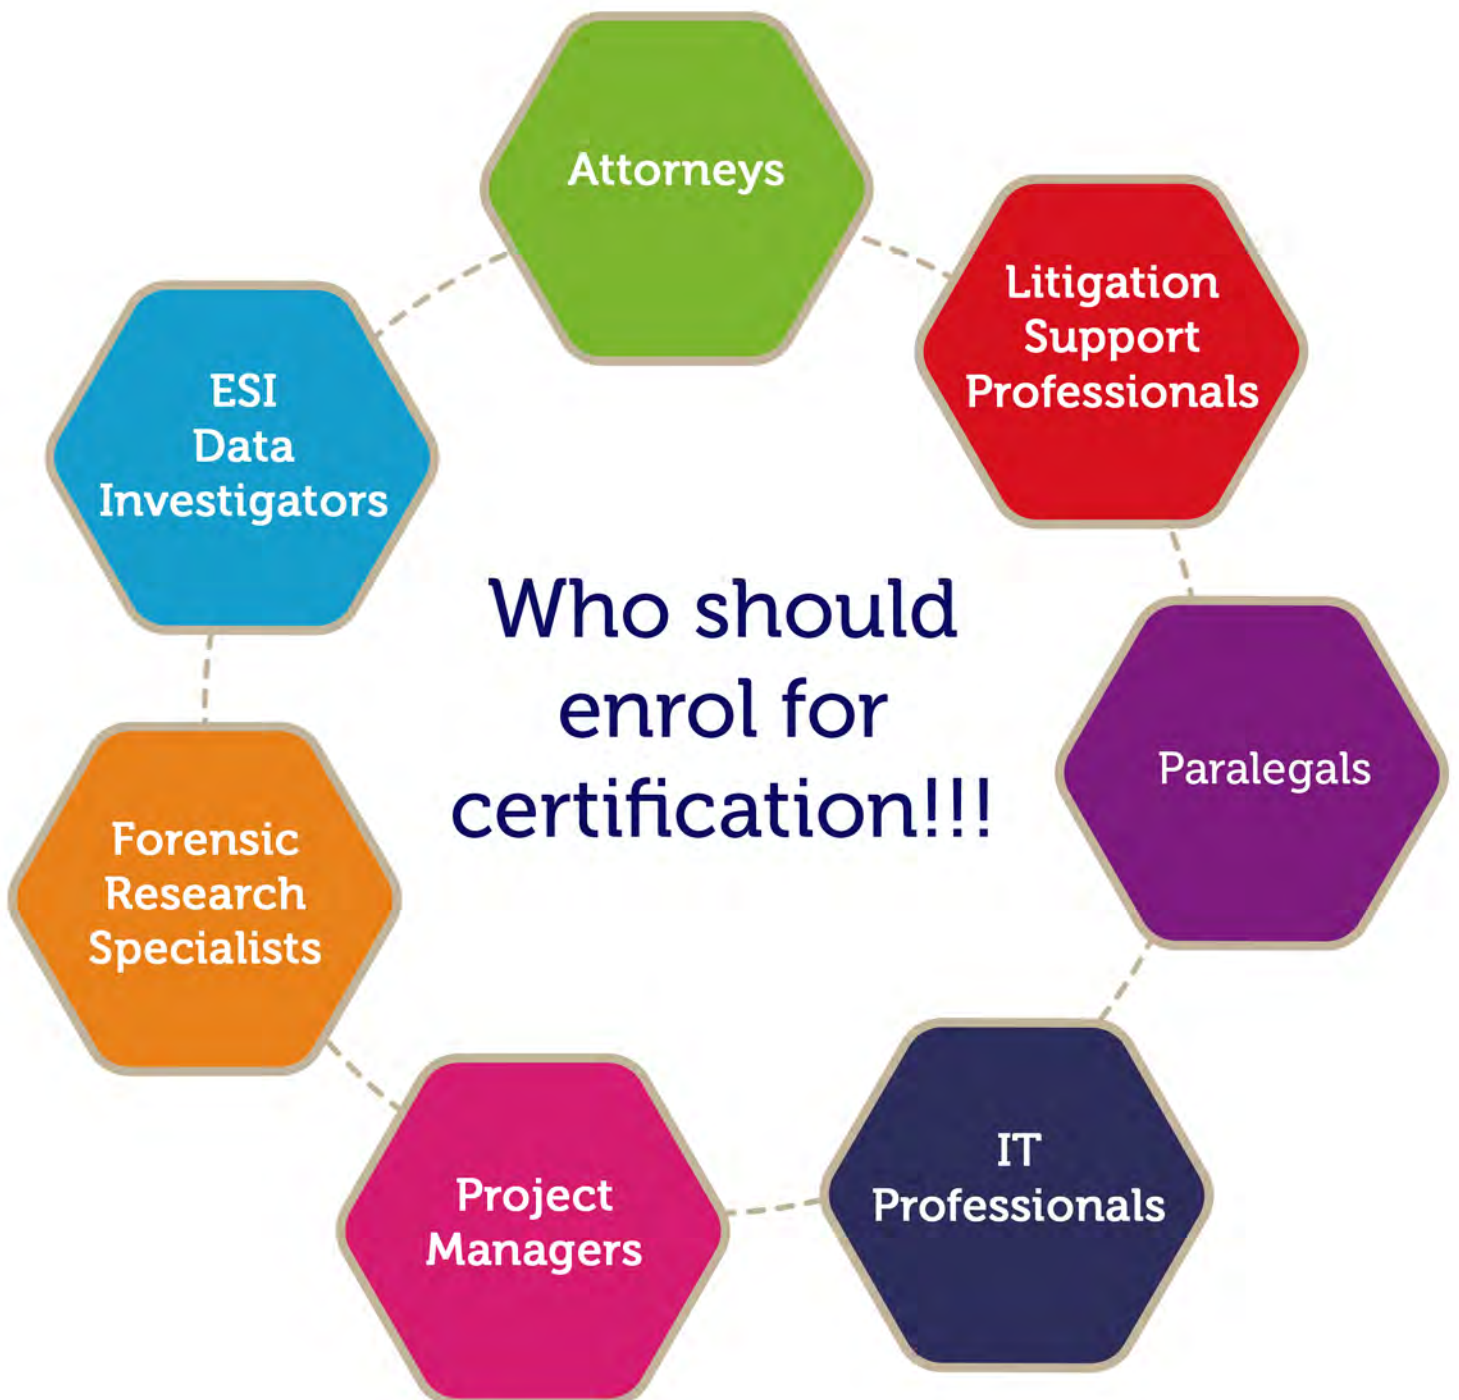 Attorneys
Litigation
Support
Professionals
ESI
Data
Investigators
Who should
enrol for
certification!!!
Paralegals
Forensic
Research
Specialists
IT
Professionals
Project
Managers